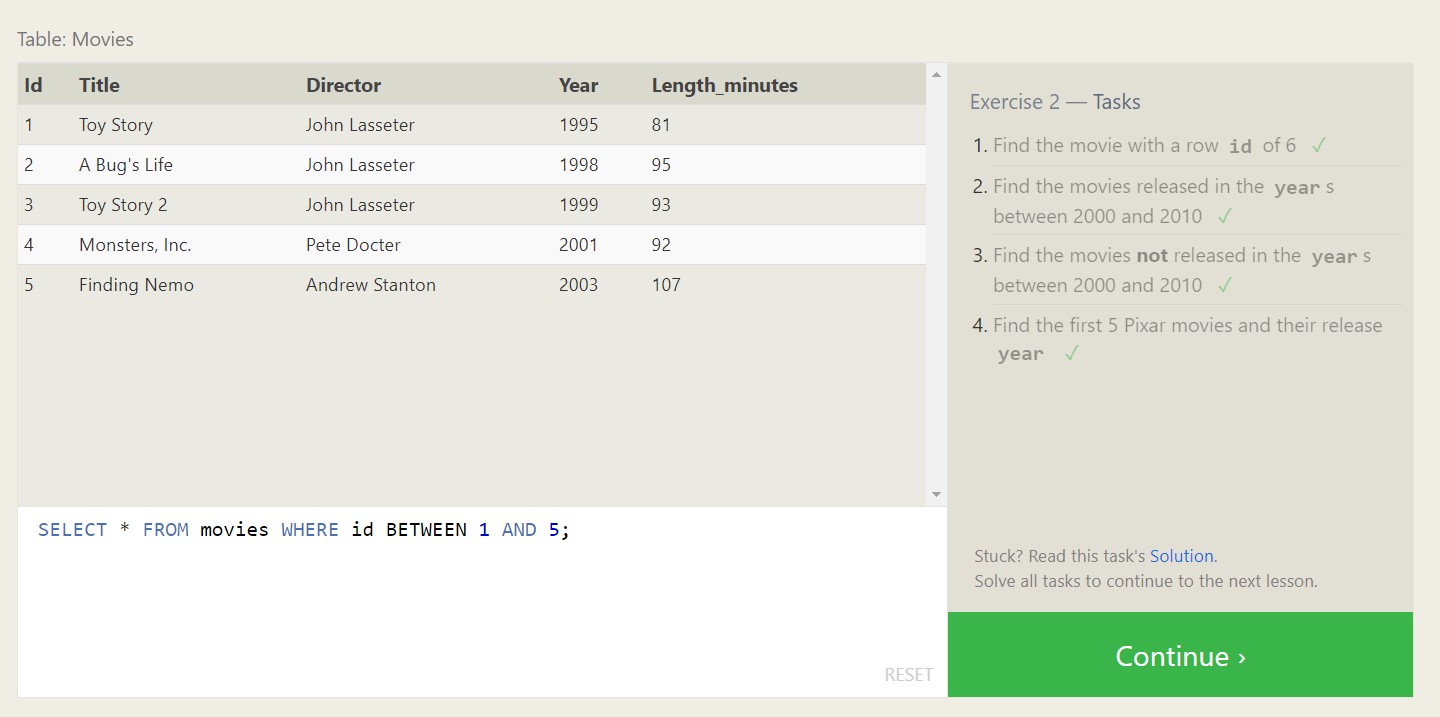 Table: Movies
Id Title Director Year Length_minutes
1 Toy Story John Lasseter 1995 81
2 A Bug's Life John Lasseter 1998 95
3 Toy Story 2 John Lasseter 1999 93
4 Monsters, Inc. Pete Docter 2001 92
5 Finding Nemo Andrew Stanton 2003 107
SELECT * FROM movies WHERE id BETWEEN 1 AND 5;
RESET
Exercise 2 — Tasks
1. Find the movie with a row id of 6 ✓
2. Find the movies released in the year s
between 2000 and 2010 ✓
3. Find the movies not released in the year s
between 2000 and 2010 ✓
4. Find the first 5 Pixar movies and their release
year ✓
Stuck? Read this task's Solution.
Solve all tasks to continue to the next lesson.
Continue ›